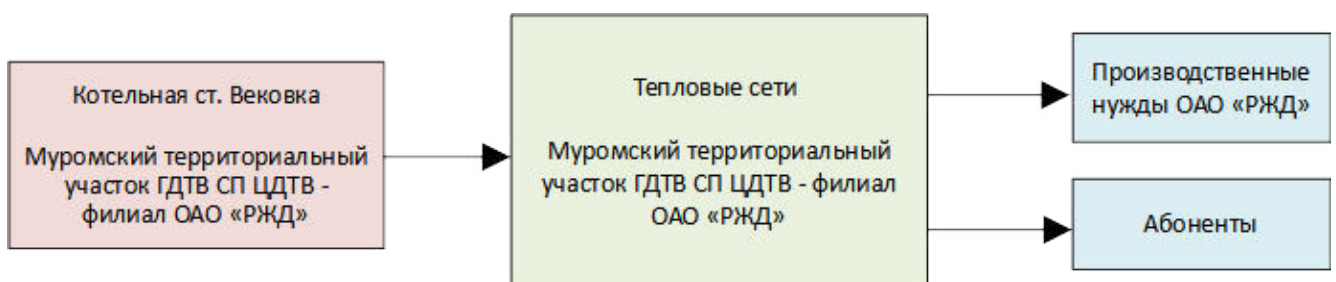 Котельная ст. Вековка
Муромский территориальный
участок ГДТВ СП ЦДТВ -
филиал ОАО «РЖД»
Тепловые сети
Муромский территориальный
участок ГДТВ СП ЦДТВ - филиал
ОАО «РЖД»
Производственные
нужды ОАО «РЖД»
Абоненты